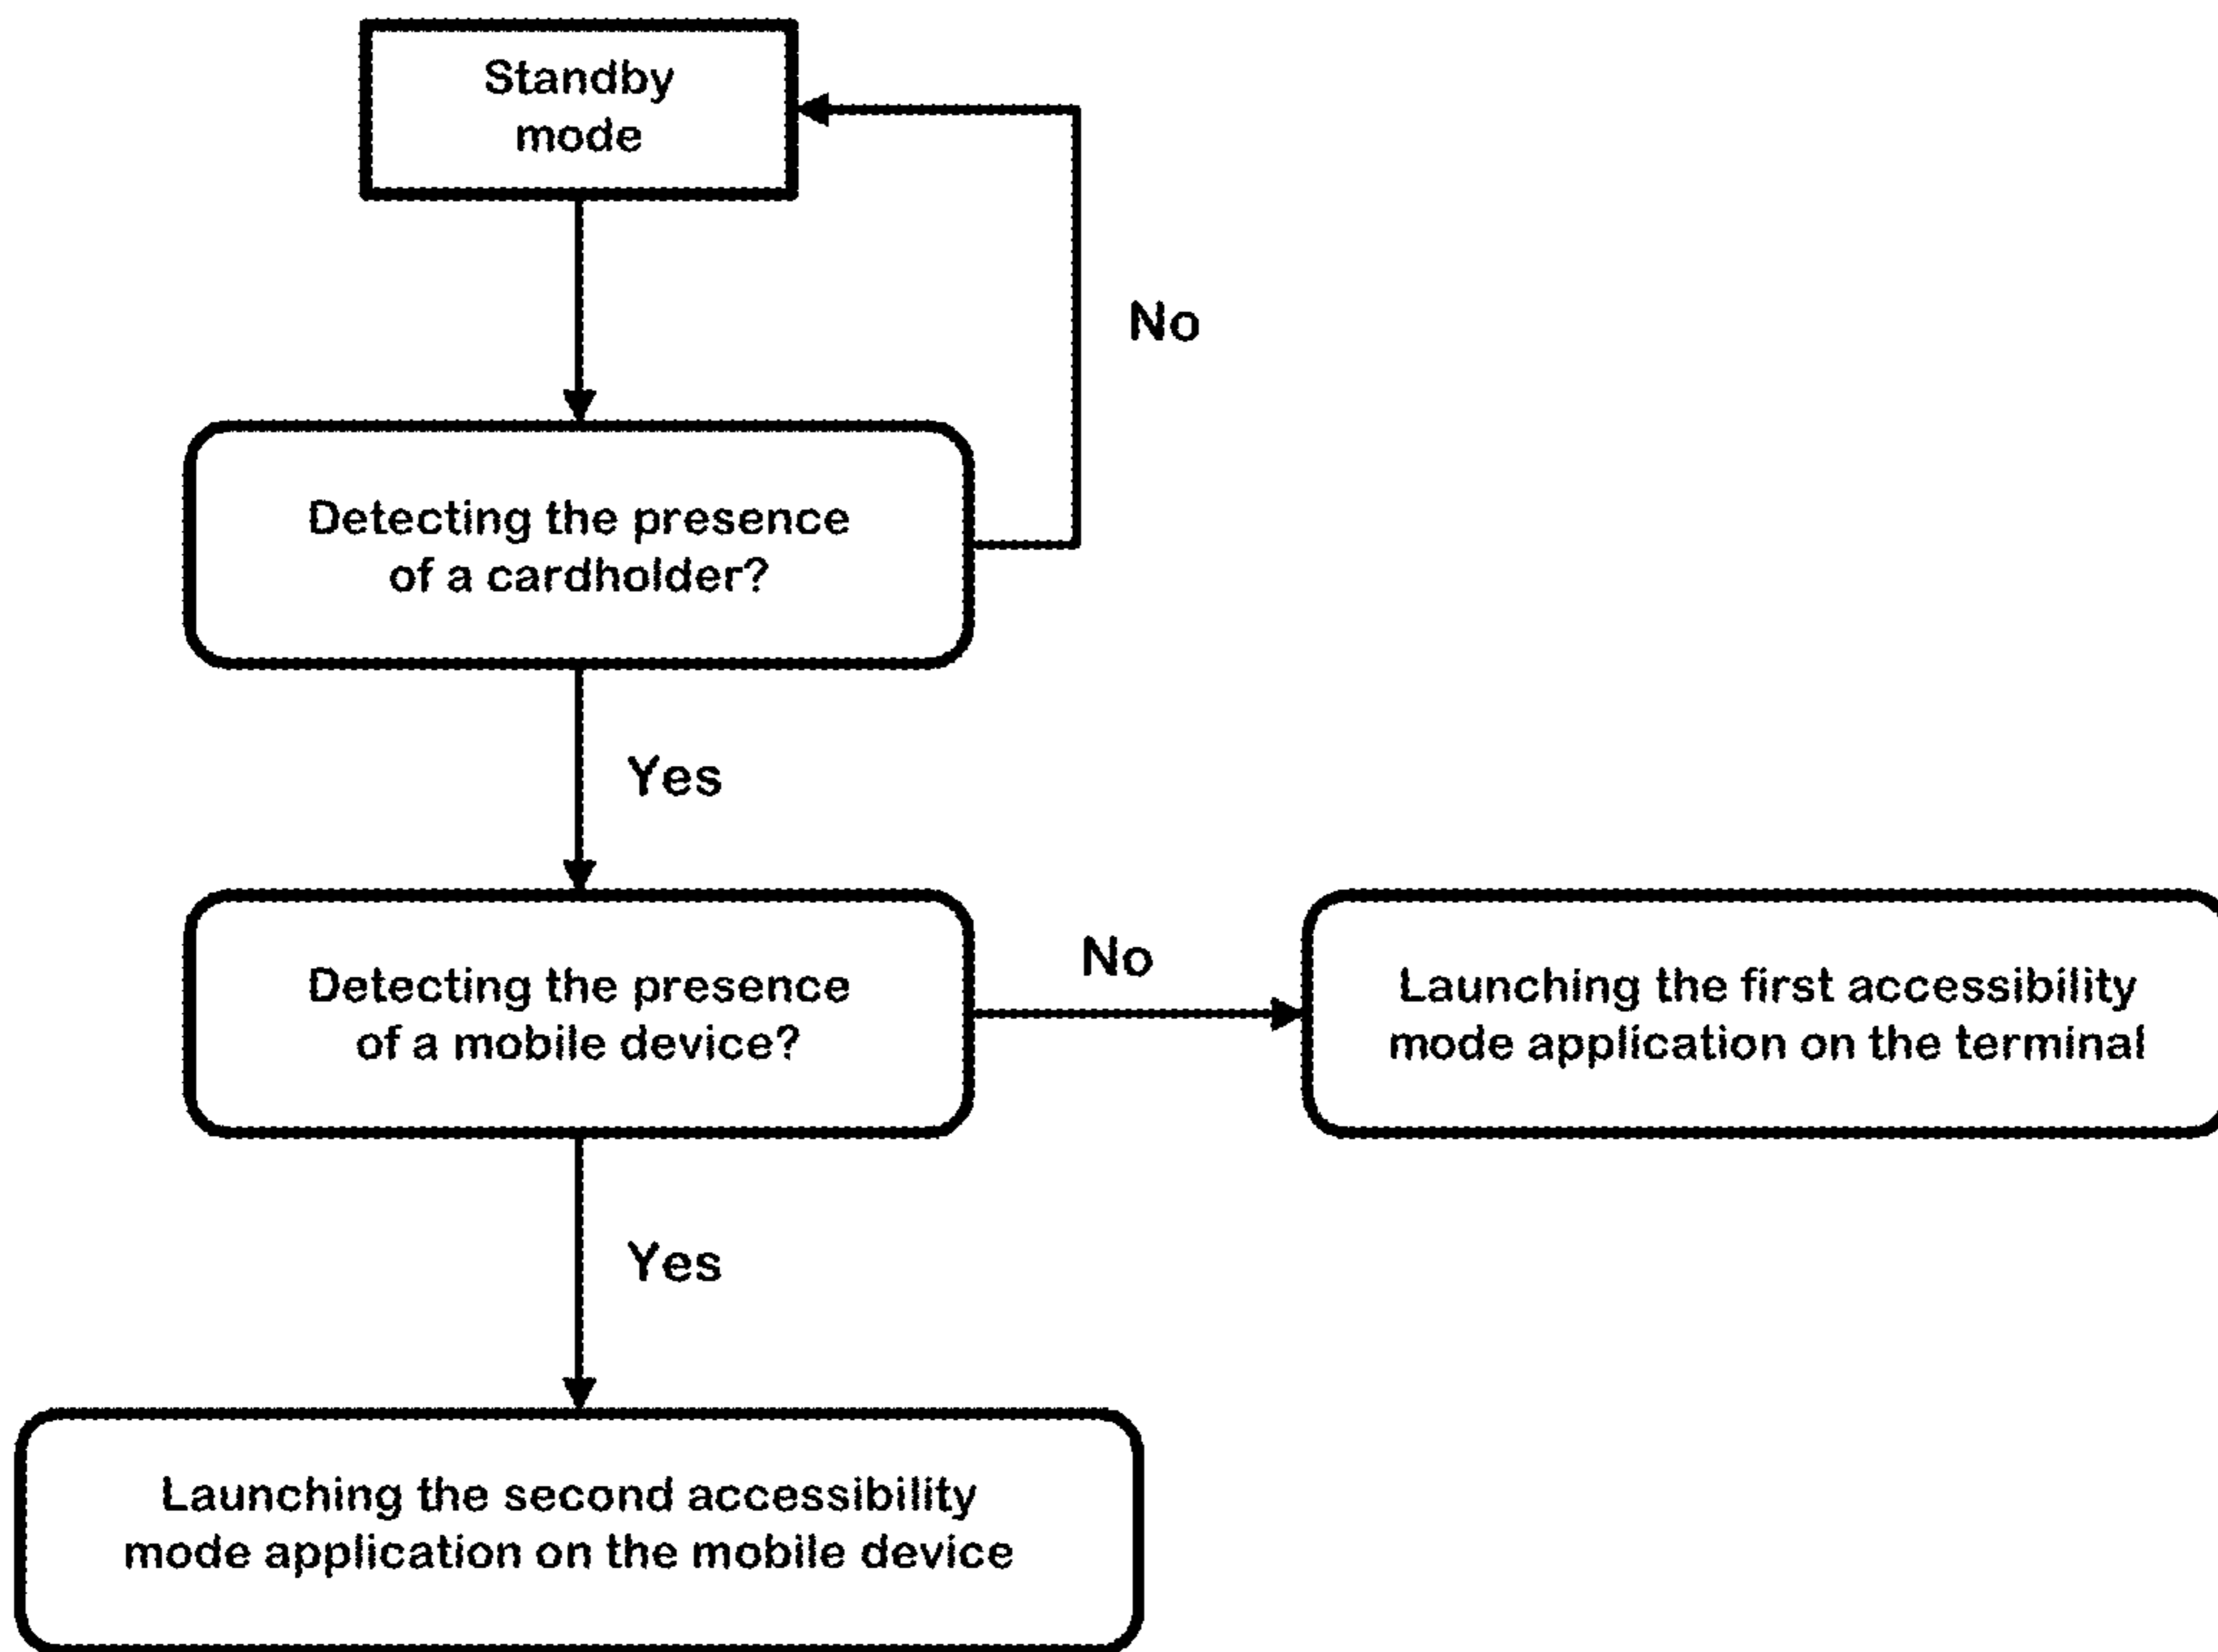 Standby
mode
No
Detecting the presence
of a cardholder?
Yes
Detecting the presence
of a mobile device?
No
Launching the first accessibility
mode application on the terminal
Yes
Launching the second accessibility
mode application on the mobile device